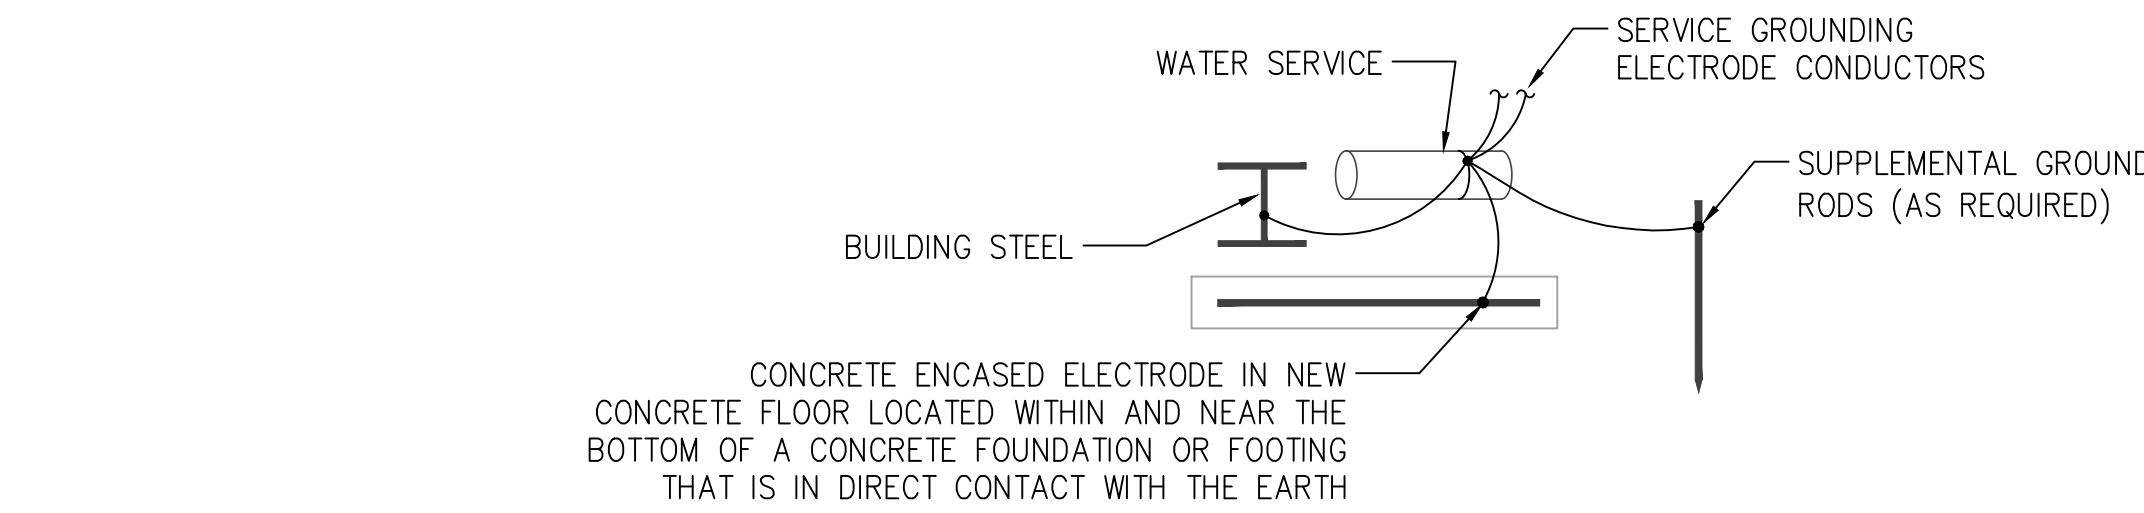 SERVICE GROUNDING
ELECTRODE CONDUCTORS
WATER SERVICE
SUPPLEMENTAL GROUND
RODS (AS REQUIRED)
BUILDING STEEL
CONCRETE ENCASED ELECTRODE IN NEW
CONCRETE FLOOR LOCATED WITHIN AND NEAR THE
BOTTOM OF A CONCRETE FOUNDATION OR FOOTING
THAT IS IN DIRECT CONTACT WITH THE EARTH